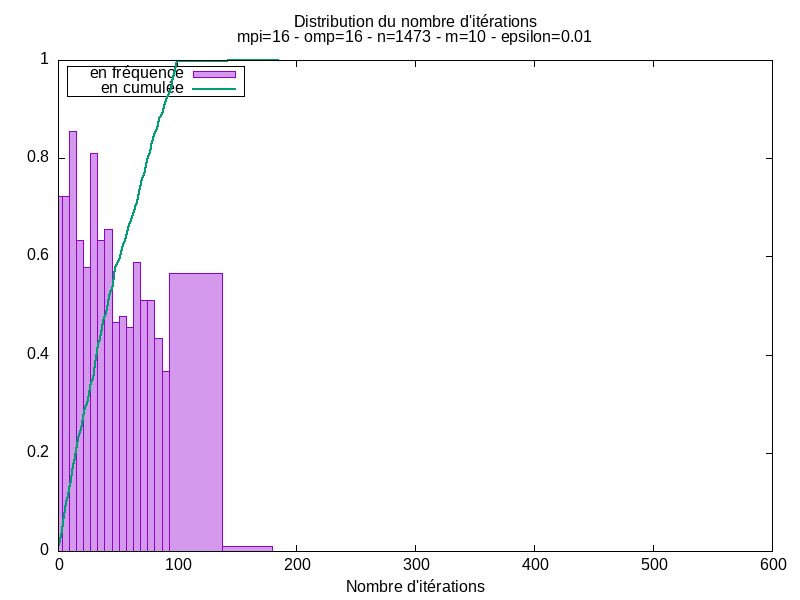 Distribution du nombre d'itérations
mpi=16 - omp=16 - n=1473 - m=10 - epsilon=0.01
1
en fréquence
en cumulée
0.8
0.6
0.4
0.2
0
0 100 200 300 400 500 600
Nombre d'itérations